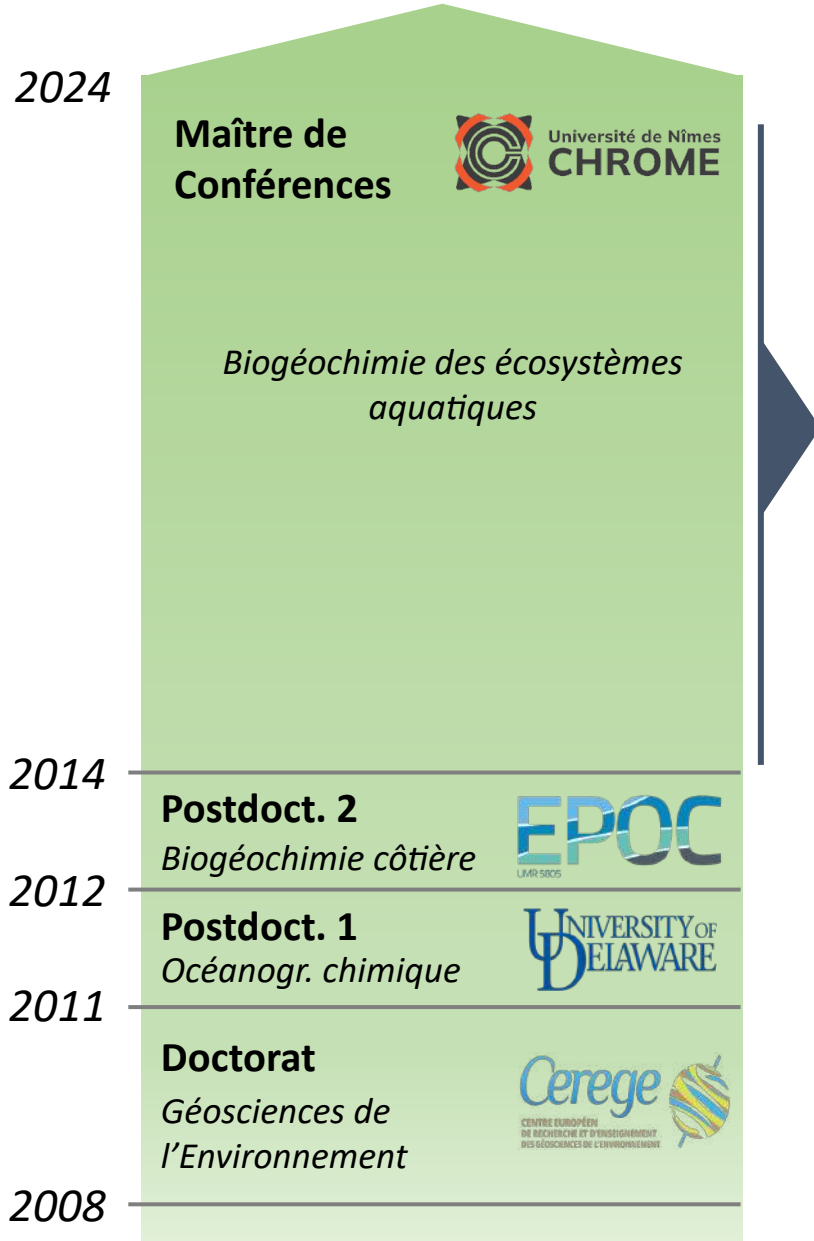 2024
Maître de
Conférences
Université de Nîmes
CHROME
Biogéochimie des écosystèmes
aquatiques
2014
Postdoct. 2
Biogéochimie côtière
EPOC
UMR 5805
2012
Postdoct. 1
Océanogr. chimique
UNIVERSITY OF
DELAWARE
2011
Doctorat
Géosciences de
l'Environnement
Cerege
CENTRE EUROPÉEN
DE RECHERCHE ET D'ENSEIGNEMENT
DES GÉOSCIENCES DE L'ENVIRONNEMENT
2008